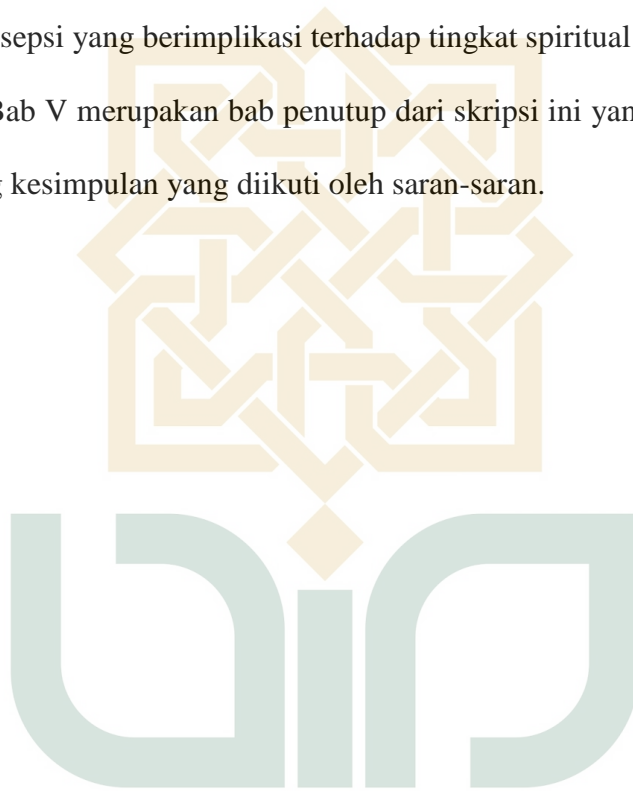 sepsi yang berimplikasi terhadap tingkat spiritual
Bab V merupakan bab penutup dari skripsi ini yan
kesimpulan yang diikuti oleh saran-saran.